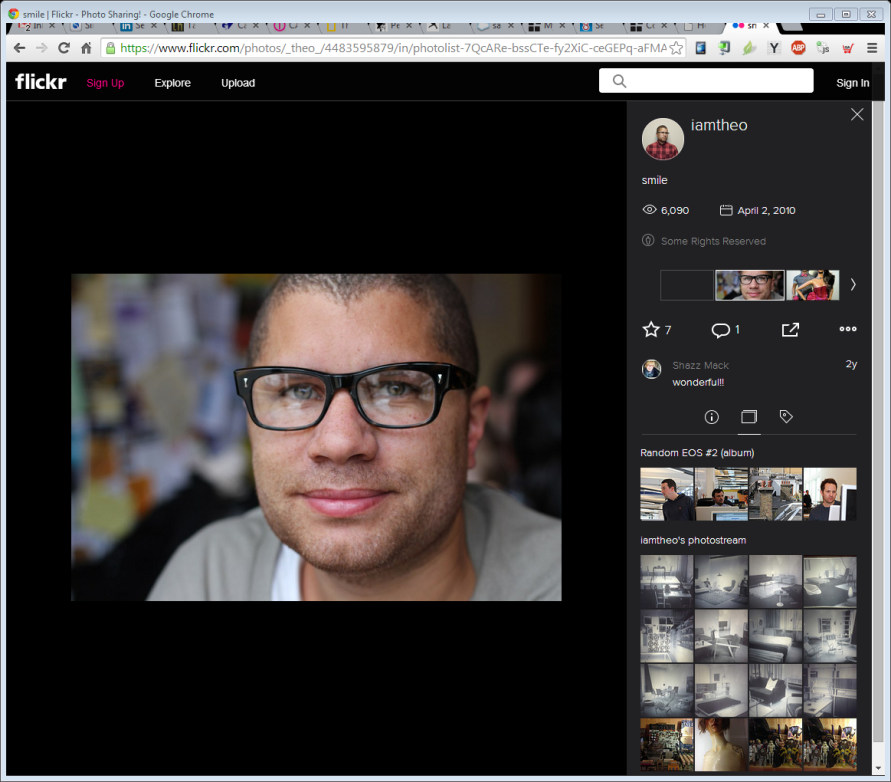 smile | Flickr - Photo Sharing! - Google Chrome
https://www.flickr.com/photos/_theo_/4483595879/in/photolist-7QcARe-bssCTe-fy2XiC-ceGEPq-aFMA
flickr Sign Up Explore Upload Sign In
iamtheo
smile
6,090 April 2, 2010
Some Rights Reserved
7 1
Shazz Mack 2y
wonderful!!
Random EOS #2 (album)
iamtheo's photostream